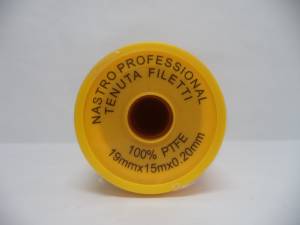 NASTRO PROFESSIONAL
TENUTA FILETTI
100% PTFE
19mmx15mx0.20mm